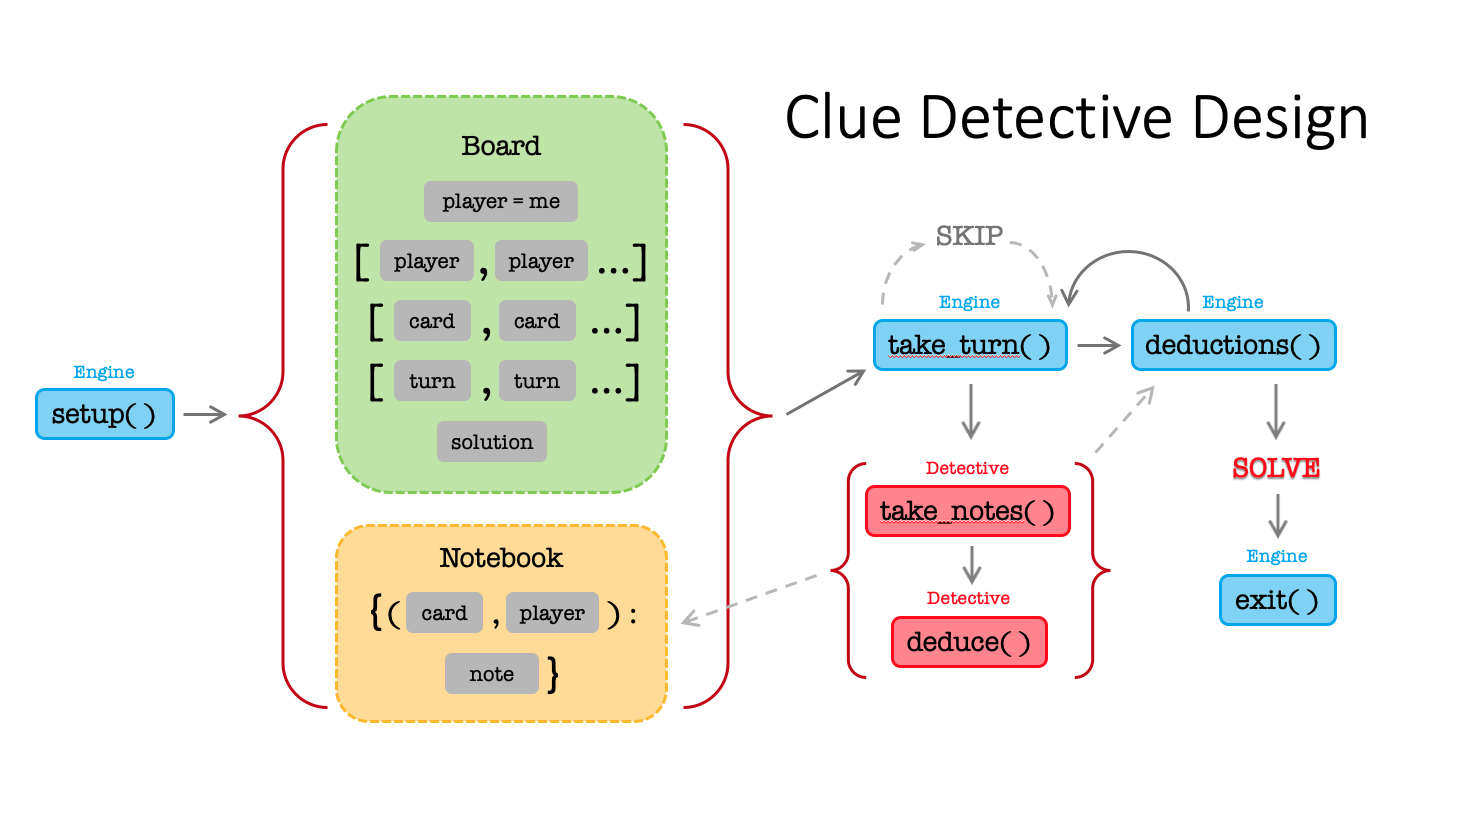 Clue Detective Design
Engine
setup( )
Board
player = me
[ player , player ...]
[ card , card ...]
[ turn , turn ...]
solution
Notebook
{( card , player ):
note }
SKIP
Engine
take_turn( )
Engine
deductions( )
Detective
take_notes( )
Detective
deduce( )
SOLVE
Engine
exit( )